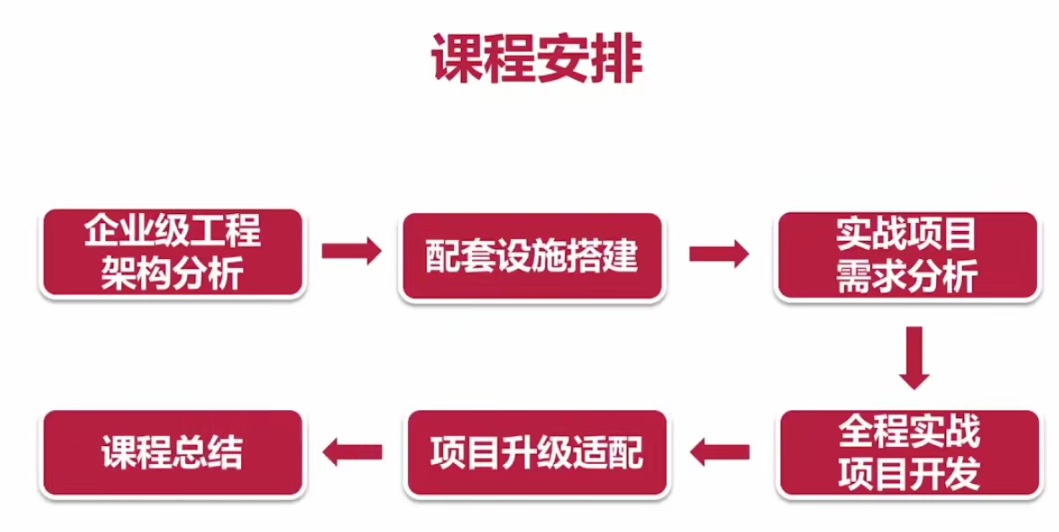 课程安排
企业级工程
架构分析
配套设施搭建
实战项目
需求分析
全程实战
项目开发
项目升级适配
课程总结